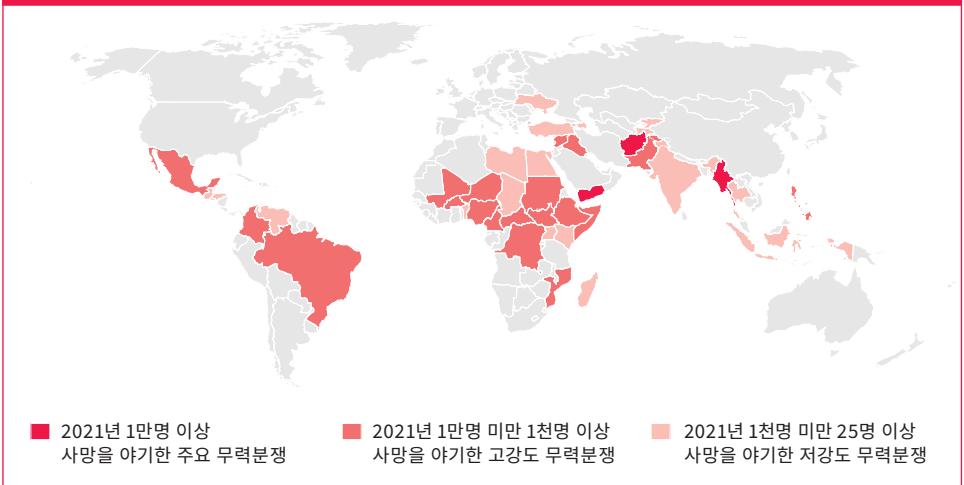 2021년 1만명 이상
사망을 야기한 주요 무력분쟁
2021년 1만명 미만 1천명 이상
사망을 야기한 고강도 무력분쟁
2021년 1천명 미만 25명 이상
사망을 야기한 저강도 무력분쟁